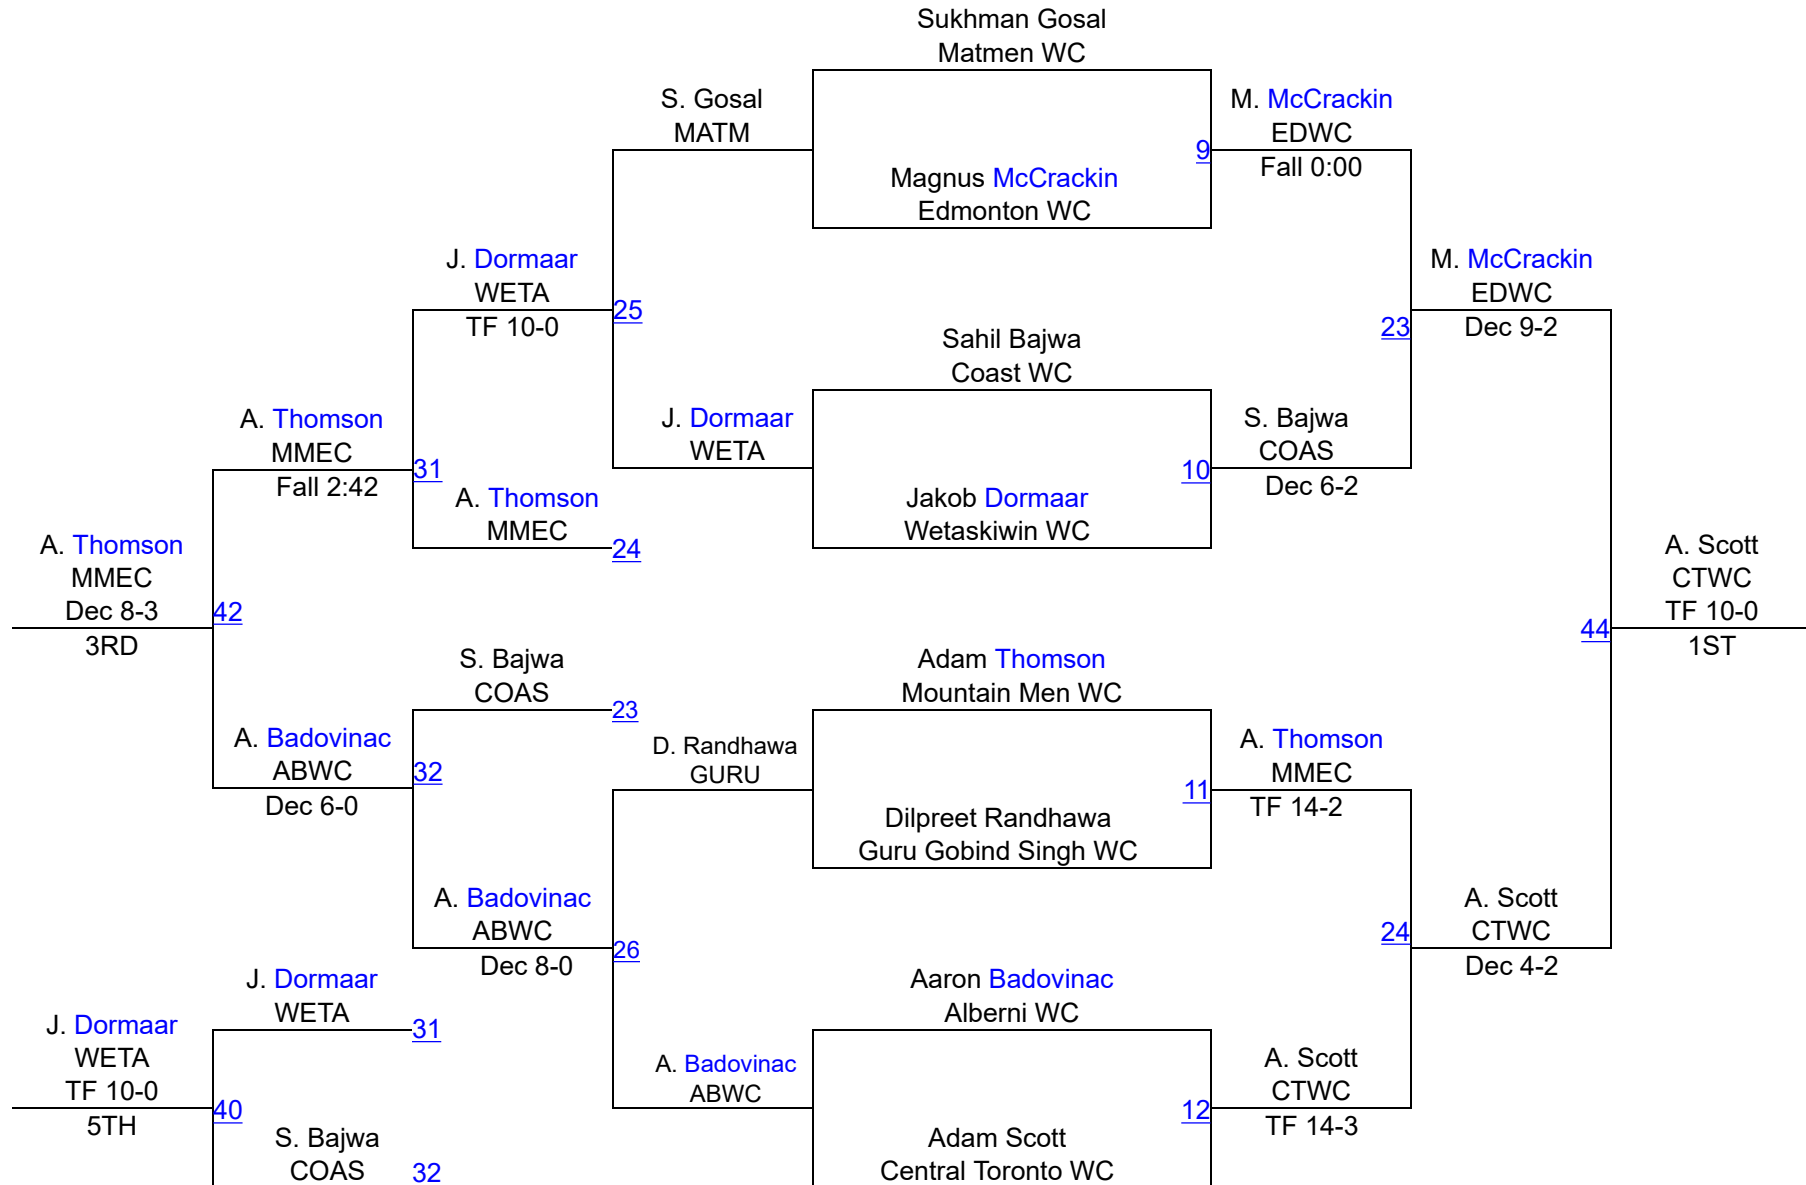 Sukhman Gosal
Matmen WC
S. Gosal
MATM
M. McCrackin
EDWC
Fall 0:00
9
Magnus McCrackin
Edmonton WC
J. Dormaar
WETA
TF 10-0
25
M. McCrackin
EDWC
Dec 9-2
23
Sahil Bajwa
Coast WC
A. Thomson
MMEC
Fall 2:42
31
J. Dormaar
WETA
S. Bajwa
COAS
Dec 6-2
10
A. Thomson
MMEC
24
Jakob Dormaar
Wetaskiwin WC
A. Thomson
MMEC
Dec 8-3
3RD
42
A. Scott
CTWC
TF 10-0
1ST
44
S. Bajwa
COAS
23
Adam Thomson
Mountain Men WC
A. Badovinac
ABWC
Dec 6-0
32
D. Randhawa
GURU
A. Thomson
MMEC
TF 14-2
11
Dilpreet Randhawa
Guru Gobind Singh WC
A. Badovinac
ABWC
Dec 8-0
26
A. Scott
CTWC
Dec 4-2
24
J. Dormaar
WETA
31
Aaron Badovinac
Alberni WC
J. Dormaar
WETA
TF 10-0
5TH
40
A. Badovinac
ABWC
A. Scott
CTWC
TF 14-3
12
S. Bajwa
COAS
32
Adam Scott
Central Toronto WC